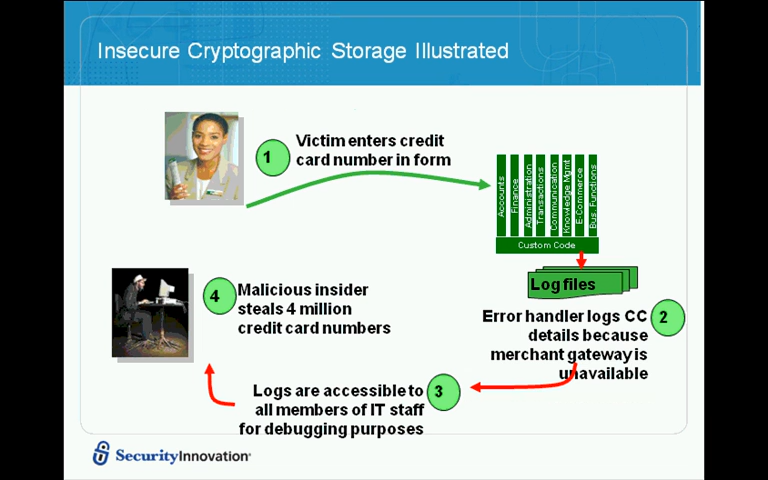 Insecure Cryptographic Storage Illustrated
1
Victim enters credit
card number in form
Accounts
Finance
Administration
Transactions
Communication
Knowledge Mgmt
E-Commerce
Bus. Functions
Custom Code
Log files
2
Error handler logs CC
details because
merchant gateway is
unavailable
3
Logs are accessible to
all members of IT staff
for debugging purposes
4
Malicious insider
steals 4 million
credit card numbers
SecurityInnovation